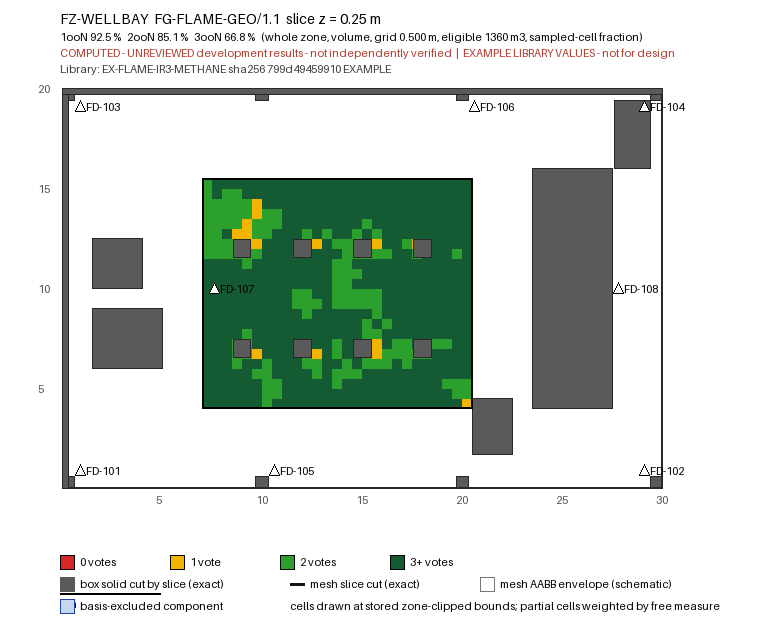 FZ-WELLBAY FG-FLAME-GEO/1.1 slice z = 0.25 m
1ooN 92.5 % 2ooN 85.1 % 3ooN 66.8 % (whole zone, volume, grid 0.500 m, eligible 1360 m3, sampled-cell fraction)
COMPUTED - UNREVIEWED development results - not independently verified | EXAMPLE LIBRARY VALUES - not for design
Library: EX-FLAME-IR3-METHANE sha256 799d49459910 EXAMPLE
20
FD-103
FD-106
FD-104
15
10
FD-107
FD-108
5
FD-101
FD-105
FD-102
5 10 15 20 25 30
0 votes 1 vote 2 votes 3+ votes
box solid cut by slice (exact) mesh slice cut (exact) mesh AABB envelope (schematic)
basis-excluded component cells drawn at stored zone-clipped bounds; partial cells weighted by free measure